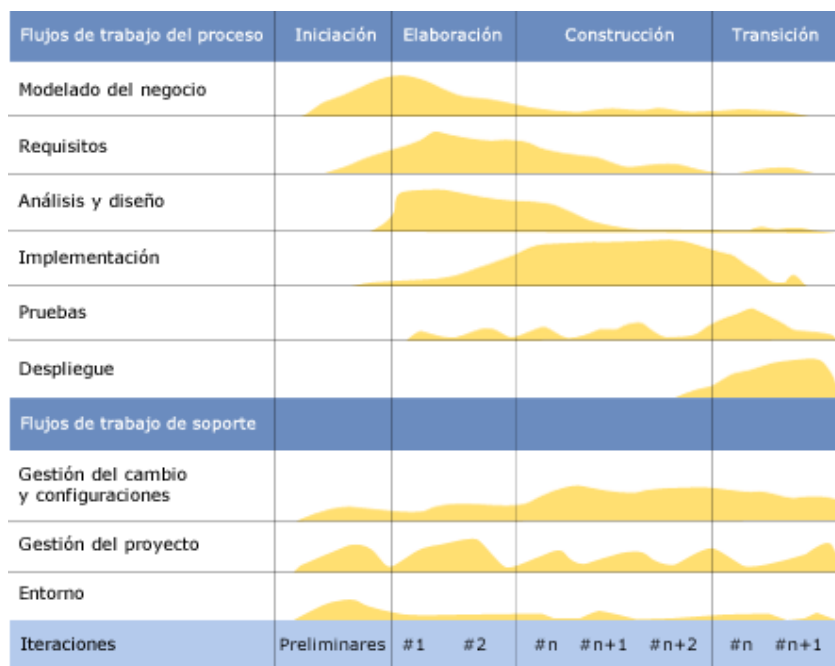 Flujos de trabajo del proceso Iniciación Elaboración Construcción Transición
Modelado del negocio
Requisitos
Análisis y diseño
Implementación
Pruebas
Despliegue
Flujos de trabajo de soporte
Gestión del cambio
y configuraciones
Gestión del proyecto
Entorno
Iteraciones Preliminares #1 #2 #n #n+1 #n+2 #n #n+1